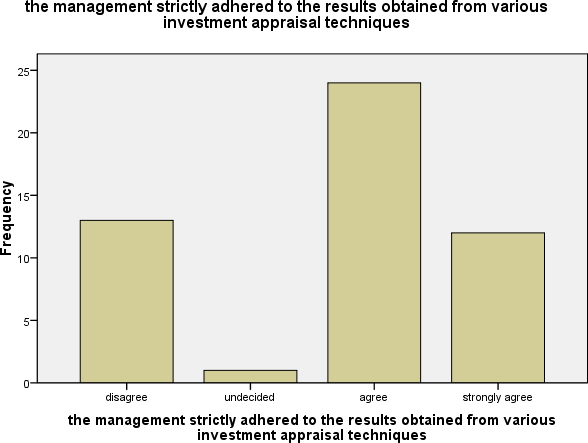 the management strictly adhered to the results obtained from various
investment appraisal techniques
Frequency
25
20
15
10
5
0
disagree
undecided
agree
strongly agree
the management strictly adhered to the results obtained from various
investment appraisal techniques